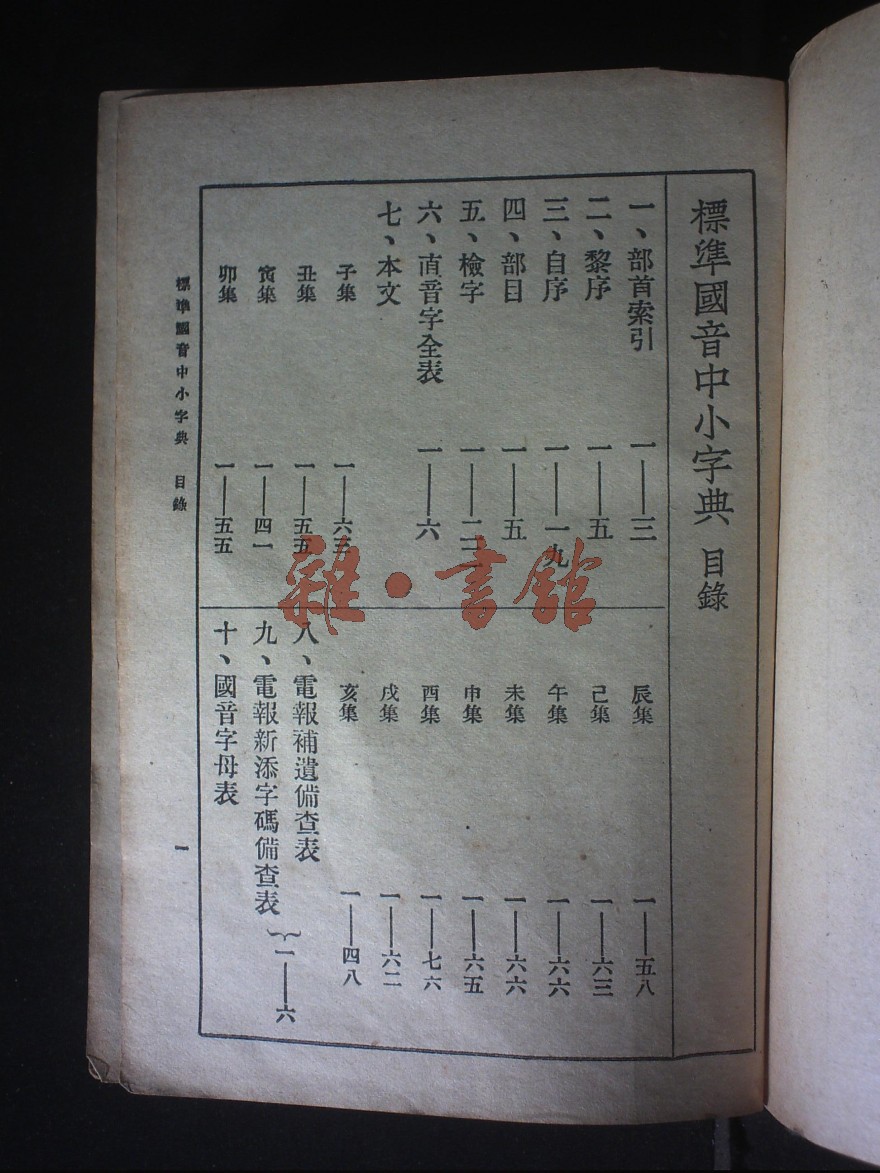 標準國音中小字典 目錄
一、部首索引 一——三
二、黎序 一——五
三、自序 一——一九
四、部目 一——五
五、檢字 一——二
六、直音字全表 一——六
七、本文
子集 一——六三
丑集 一——五五
寅集 一——四一
卯集 一——五五
辰集 一——五八
巳集 一——六三
午集 一——六六
未集 一——六六
申集 一——六五
酉集 一——七六
戌集 一——六二
亥集 一——四八
八、電報補遺備查表
九、電報新添字碼備查表
一——六
十、國音字母表
標準國音中小字典 目錄
一
雜·書館